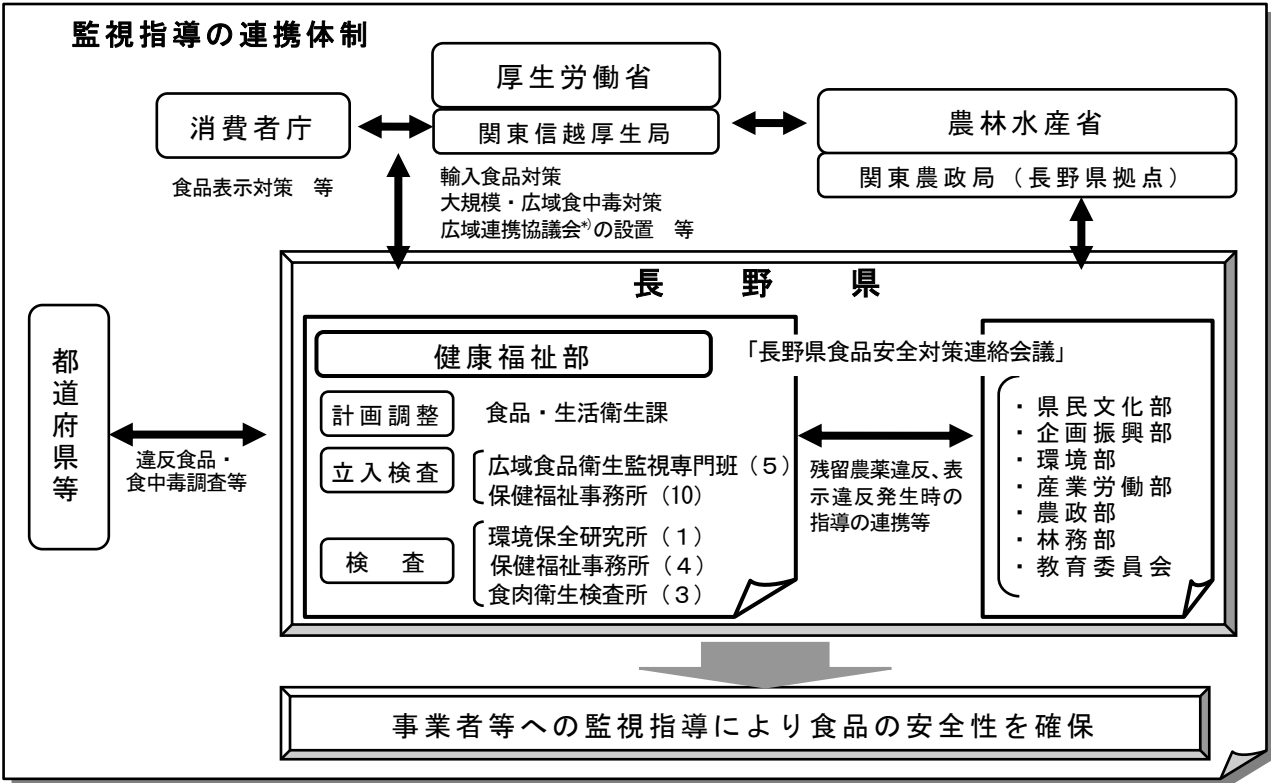 監視指導の連携体制
厚生労働省
関東信越厚生局
消費者庁
食品表示対策　等
輸入食品対策
大規模・広域食中毒対策
広域連携協議会*)の設置　等
農林水産省
関東農政局（長野県拠点）
長　野　県
都道府県等
違反食品・
食中毒調査等
健康福祉部
計画調整　食品・生活衛生課
立入検査　広域食品衛生監視専門班（５）
保健福祉事務所（10）
検　査　環境保全研究所（１）
保健福祉事務所（４）
食肉衛生検査所（３）
「長野県食品安全対策連絡会議」
残留農薬違反、表
示違反発生時の
指導の連携等
・県民文化部
・企画振興部
・環境部
・産業労働部
・農政部
・林務部
・教育委員会
事業者等への監視指導により食品の安全性を確保